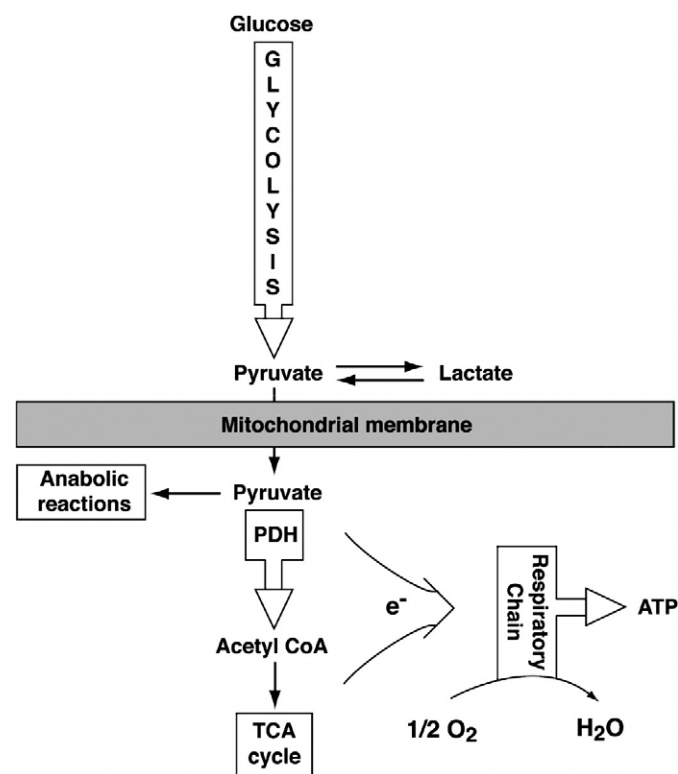 Glucose
GLYCOLYSIS
Pyruvate
Lactate
Mitochondrial membrane
Anabolic
reactions
Pyruvate
PDH
e-
Respiratory
Chain
ATP
Acetyl CoA
1/2 O2
H2O
TCA
cycle